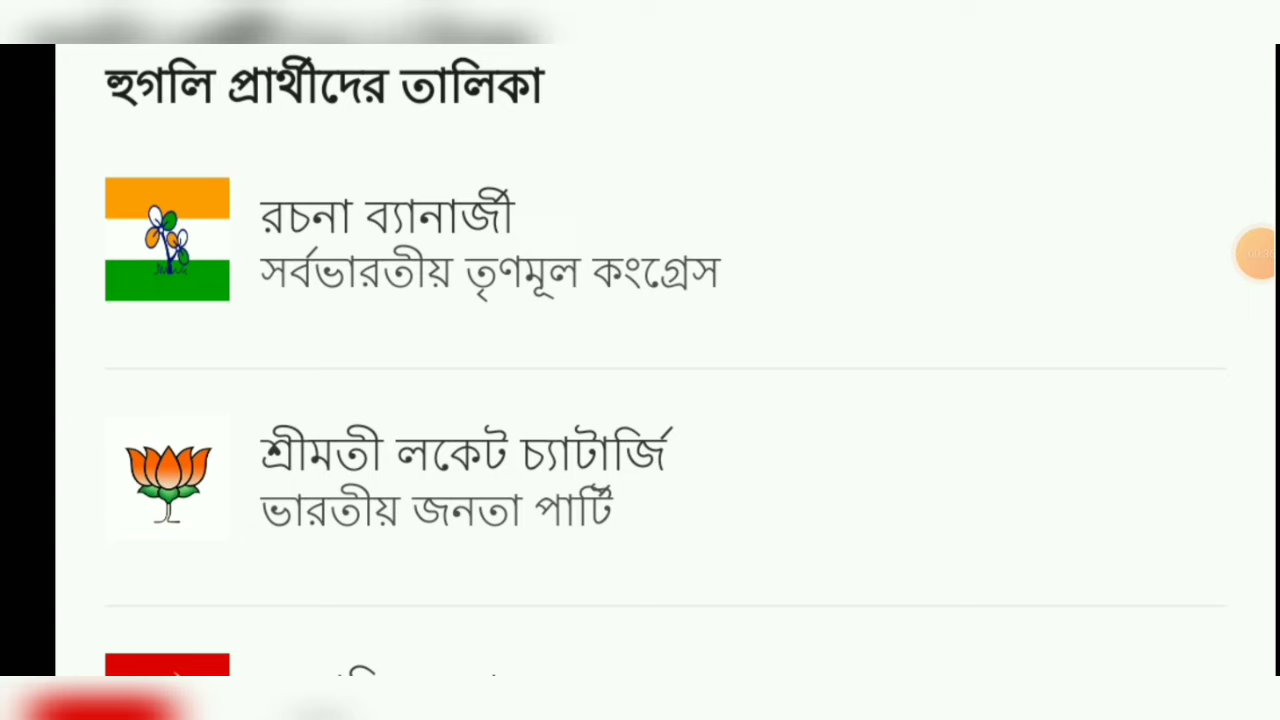 হুগলি প্রার্থীদের তালিকা
রচনা ব্যানার্জী
সর্বভারতীয় তৃণমূল কংগ্রেস
শ্রীমতী লকেট চ্যাটার্জি
ভারতীয় জনতা পার্টি